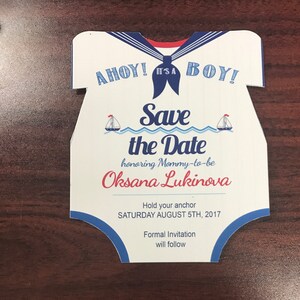 AHOY! IT'S A BOY!
Save
the Date
honoring Mommy-to-be
Oksana Lukinova
Hold your anchor
SATURDAY AUGUST 5TH, 2017
Formal Invitation
will follow